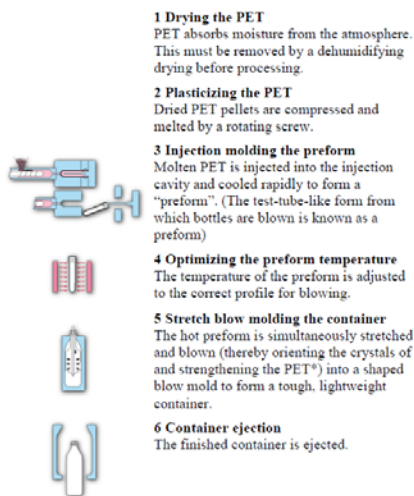 1 Drying the PET
PET absorbs moisture from the atmosphere.
This must be removed by a dehumidifying
drying before processing.
2 Plasticizing the PET
Dried PET pellets are compressed and
melted by a rotating screw.
3 Injection molding the preform
Molten PET is injected into the injection
cavity and cooled rapidly to form a
“preform”. (The test-tube-like form from
which bottles are blown is known as a
preform)
4 Optimizing the preform temperature
The temperature of the preform is adjusted
to the correct profile for blowing.
5 Stretch blow molding the container
The hot preform is simultaneously stretched
and blown (thereby orienting the crystals of
and strengthening the PET*) into a shaped
blow mold to form a tough, lightweight
container.
6 Container ejection
The finished container is ejected.